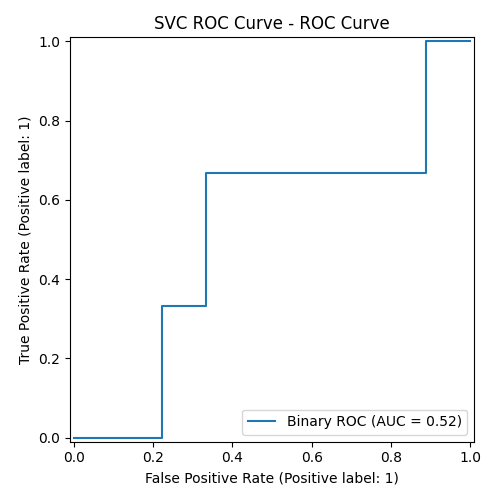 SVC ROC Curve - ROC Curve
True Positive Rate (Positive label: 1)
1.0
0.8
0.6
0.4
0.2
0.0
Binary ROC (AUC = 0.52)
0.0 0.2 0.4 0.6 0.8 1.0
False Positive Rate (Positive label: 1)